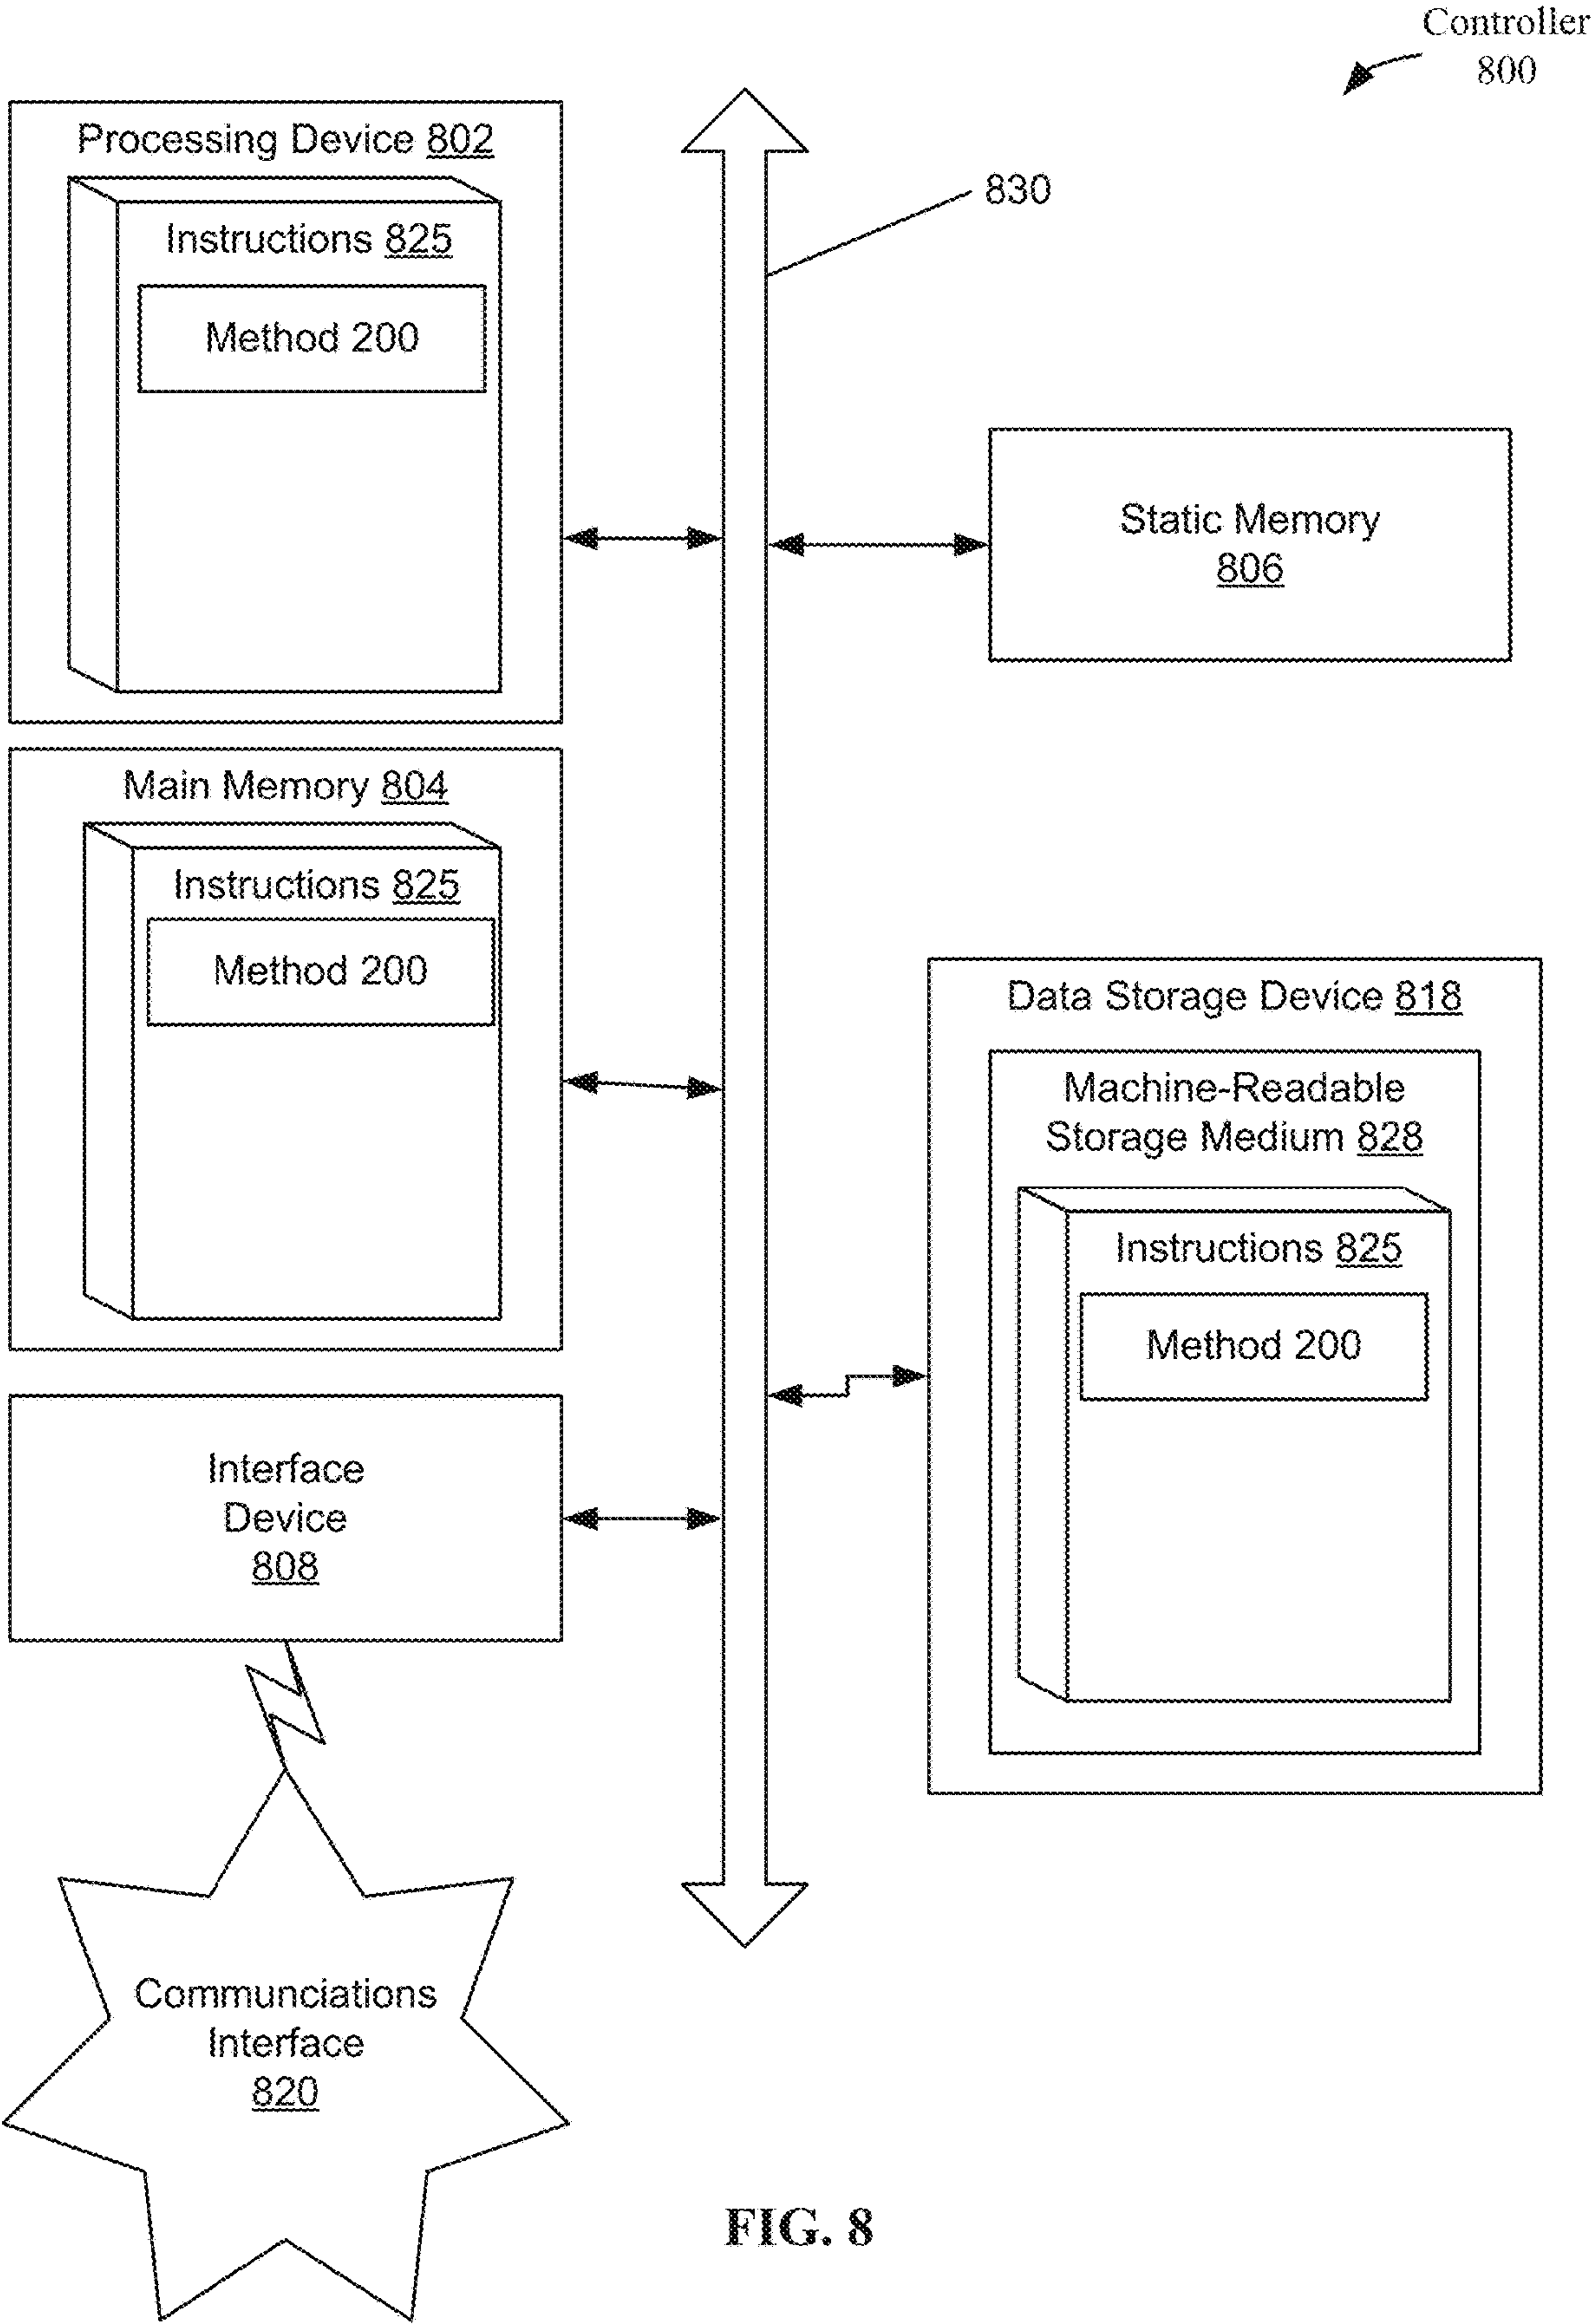 Controller
800
Processing Device 802
Instructions 825
Method 200
830
Static Memory
806
Main Memory 804
Instructions 825
Method 200
Data Storage Device 818
Machine-Readable
Storage Medium 828
Instructions 825
Method 200
Interface
Device
808
Communciations
Interface
820
FIG. 8